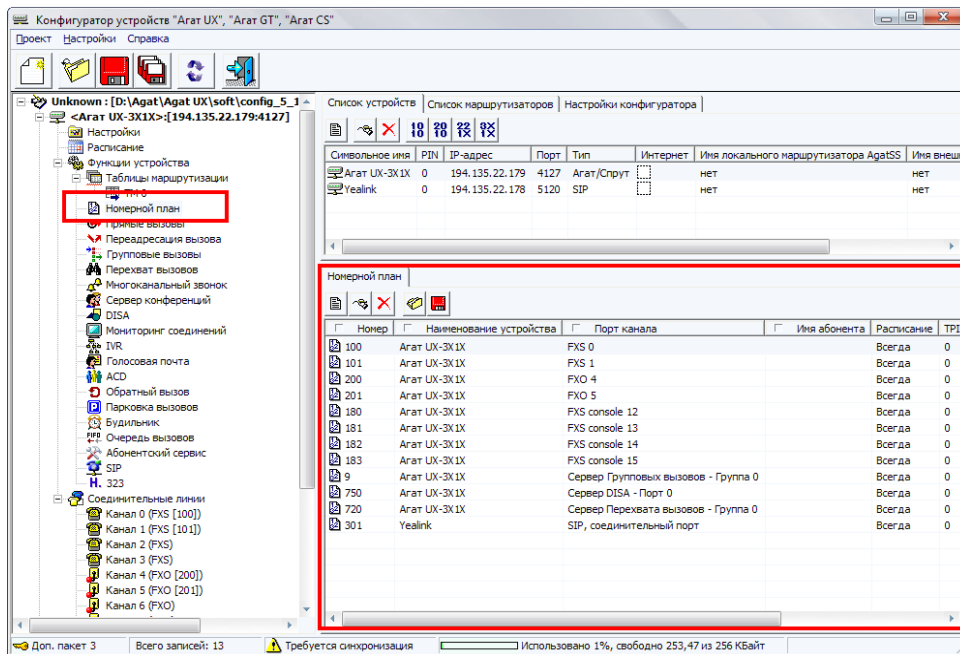 Конфигуратор устройств "Агат UX", "Агат GT", "Агат CS"
Проект Настройки Справка
Unknown : [D:\Agat\Agat UX\soft\config_5_1
<Агат UX-3X1X>:[194.135.22.179:4127]
Настройки
Расписание
Функции устройства
Таблицы маршрутизации
Номерной план
Прямые вызовы
Переадресация вызова
Групповые вызовы
Перехват вызовов
Многоканальный звонок
Сервер конференций
DISA
Мониторинг соединений
IVR
Голосовая почта
ACD
Обратный вызов
Парковка вызовов
Будильник
Очередь вызовов
Абонентский сервис
SIP
H. 323
Соединительные линии
Канал 0 (FXS [100])
Канал 1 (FXS [101])
Канал 2 (FXS)
Канал 3 (FXS)
Канал 4 (FXO [200])
Канал 5 (FXO [201])
Канал 6 (FXO)
Список устройств Список маршрутизаторов Настройки конфигуратора
Символьное имя PIN IP-адрес Порт Тип Интернет Имя локального маршрутизатора AgatSS Имя внеш
Агат UX-3X1X 0 194.135.22.179 4127 Агат/Спрут нет нет
Yealink 0 194.135.22.178 5120 SIP нет нет
Номерной план
Номер Наименование устройства Порт канала Имя абонента Расписание TPI
100 Агат UX-3X1X FXS 0 Всегда 0
101 Агат UX-3X1X FXS 1 Всегда 0
200 Агат UX-3X1X FXO 4 Всегда 0
201 Агат UX-3X1X FXO 5 Всегда 0
180 Агат UX-3X1X FXS console 12 Всегда 0
181 Агат UX-3X1X FXS console 13 Всегда 0
182 Агат UX-3X1X FXS console 14 Всегда 0
183 Агат UX-3X1X FXS console 15 Всегда 0
9 Агат UX-3X1X Сервер Групповых вызовов - Группа 0 Всегда 0
750 Агат UX-3X1X Сервер DISA - Порт 0 Всегда 0
720 Агат UX-3X1X Сервер Перехвата вызовов - Группа 0 Всегда 0
301 Yealink SIP, соединительный порт Всегда 0
Доп. пакет 3 Всего записей: 13 Требуется синхронизация Использовано 1%, свободно 253,47 из 256 КБайт